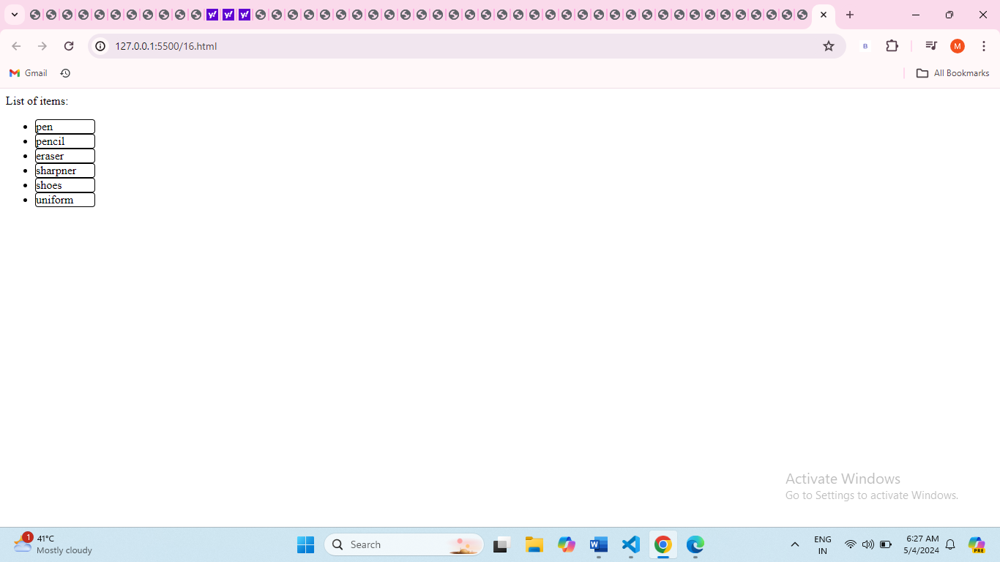 y! y! y!
127.0.0.1:5500/16.html
B
M
Gmail
All Bookmarks
List of items:
pen
pencil
eraser
sharpner
shoes
uniform
Activate Windows
Go to Settings to activate Windows.
1
41°C
Mostly cloudy
Search
W
ENG
IN
6:27 AM
5/4/2024
PRE